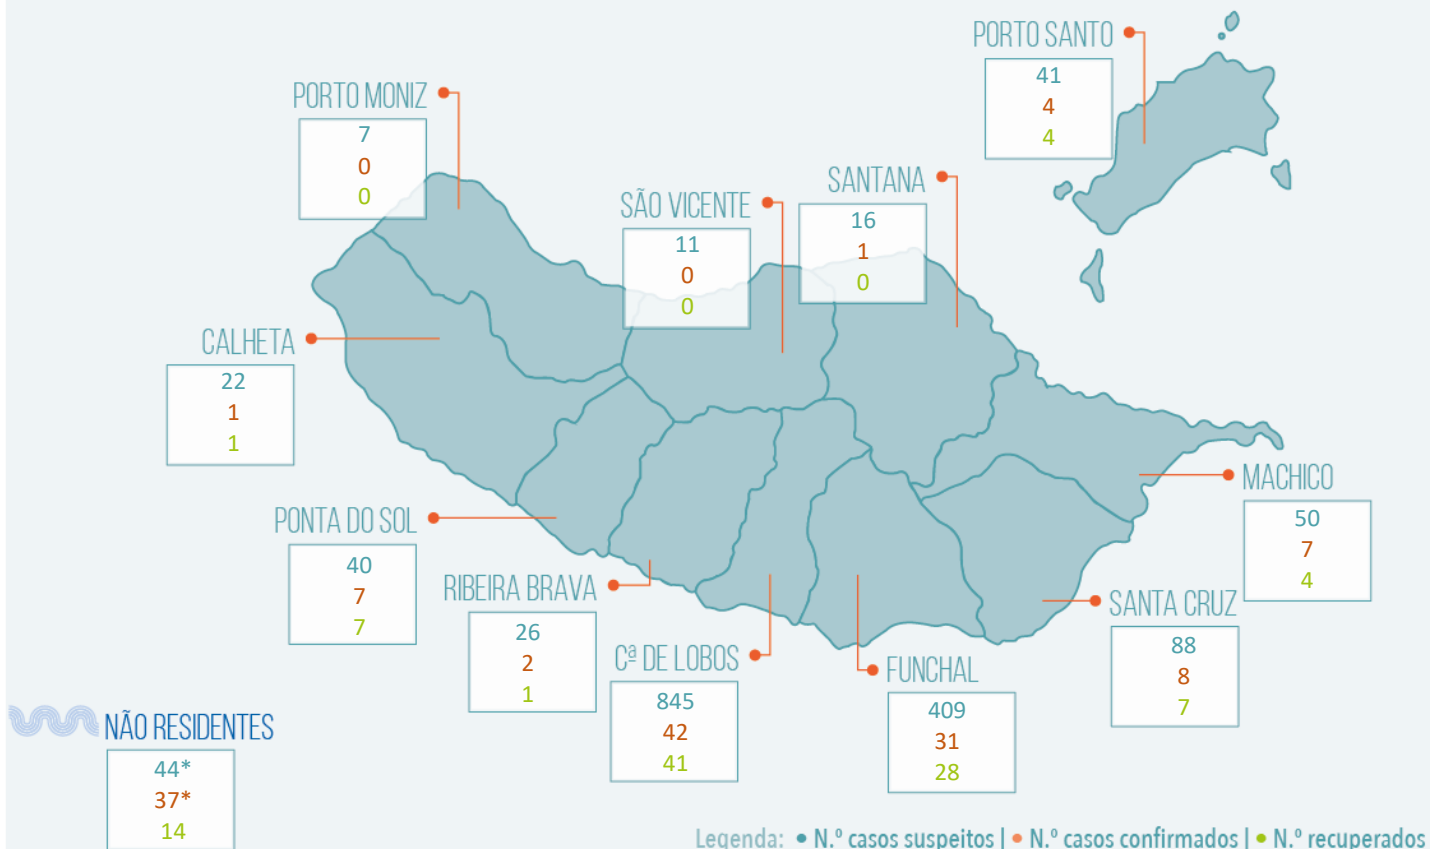 PORTO SANTO
41
4
4
PORTO MONIZ
7
0
0
SANTANA
16
1
0
SÃO VICENTE
11
0
0
CALHETA
22
1
1
MACHICO
50
7
4
PONTA DO SOL
40
7
7
RIBEIRA BRAVA
26
2
1
SANTA CRUZ
88
8
7
Cª DE LOBOS
845
42
41
FUNCHAL
409
31
28
NÃO RESIDENTES
44*
37*
14
Legenda: • N.º casos suspeitos | • N.º casos confirmados | • N.º recuperados